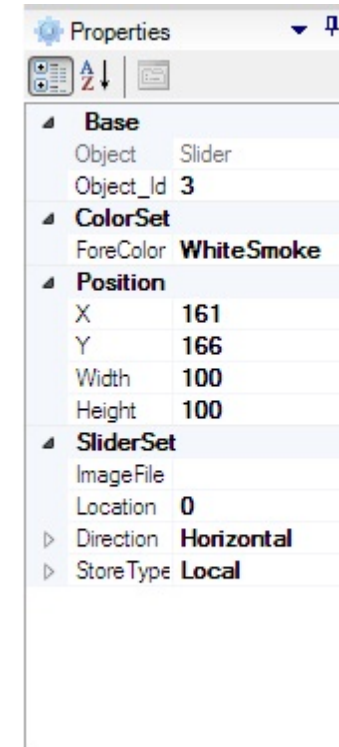 Properties
A
Z
Base
Object Slider
Object_Id 3
ColorSet
ForeColor WhiteSmoke
Position
X 161
Y 166
Width 100
Height 100
SliderSet
ImageFile
Location 0
Direction Horizontal
StoreType Local